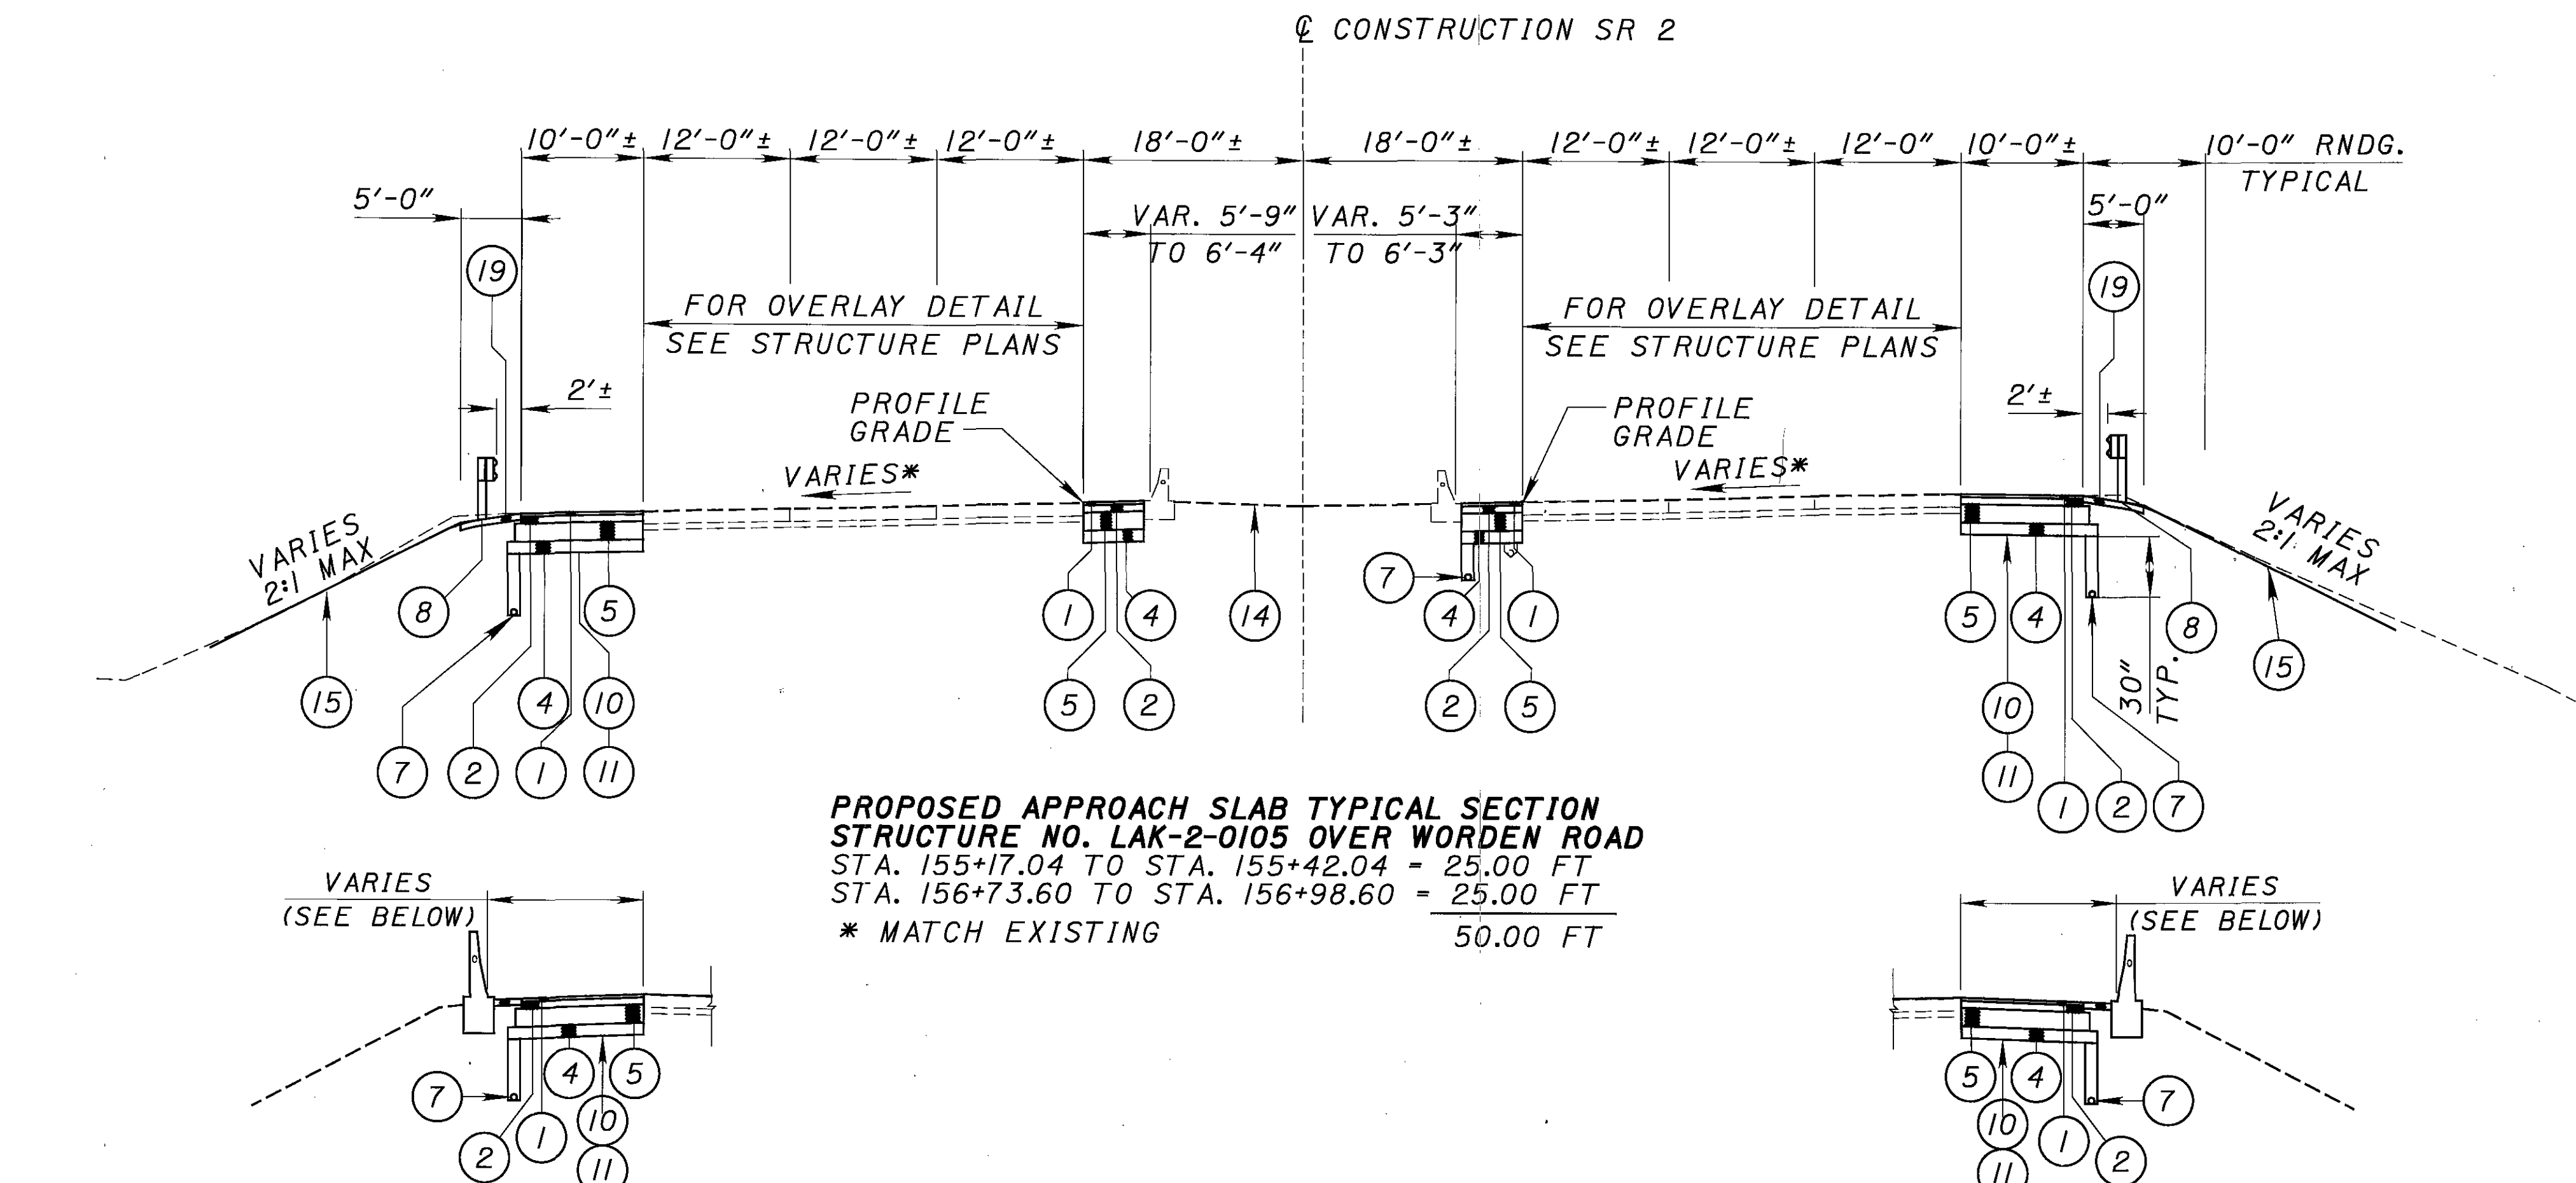 ℄ CONSTRUCTION SR 2
10'-0"± 12'-0"± 12'-0"± 12'-0"± 18'-0"± 18'-0"± 12'-0"± 12'-0"± 12'-0" 10'-0"± 10'-0" RNDG.
TYPICAL
5'-0"
VAR. 5'-9"
TO 6'-4"
VAR. 5'-3"
TO 6'-3"
5'-0"
19
19
FOR OVERLAY DETAIL
SEE STRUCTURE PLANS
FOR OVERLAY DETAIL
SEE STRUCTURE PLANS
2'±
PROFILE
GRADE
PROFILE
GRADE
2'±
VARIES*
VARIES*
VARIES
2:1 MAX
VARIES
2:1 MAX
8 5 1 4 14 7 4 1 5 4 8
15 4 10 5 2 2 5 10 15
30"
TYP.
7 2 1 11 11 1 2 7
PROPOSED APPROACH SLAB TYPICAL SECTION
STRUCTURE NO. LAK-2-0105 OVER WORDEN ROAD
STA. 155+17.04 TO STA. 155+42.04 = 25.00 FT
STA. 156+73.60 TO STA. 156+98.60 = 25.00 FT
* MATCH EXISTING 50.00 FT
VARIES
(SEE BELOW)
VARIES
(SEE BELOW)
7 4 5
2 1 10
11
5 4 7
10 1 2
11